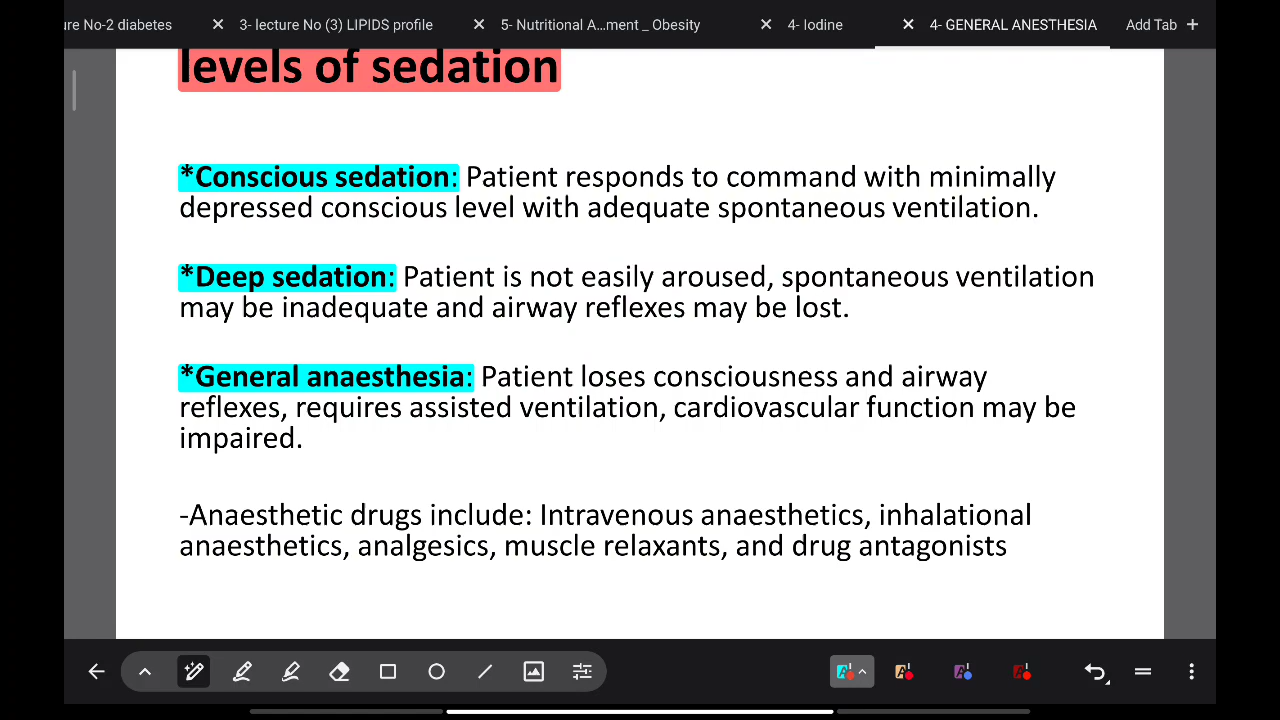 ure No-2 diabetes
3- lecture No (3) LIPIDS profile
5- Nutritional A...ment _ Obesity
4- Iodine
4- GENERAL ANESTHESIA
Add Tab
levels of sedation
*Conscious sedation: Patient responds to command with minimally
depressed conscious level with adequate spontaneous ventilation.
*Deep sedation: Patient is not easily aroused, spontaneous ventilation
may be inadequate and airway reflexes may be lost.
*General anaesthesia: Patient loses consciousness and airway
reflexes, requires assisted ventilation, cardiovascular function may be
impaired.
-Anaesthetic drugs include: Intravenous anaesthetics, inhalational
anaesthetics, analgesics, muscle relaxants, and drug antagonists